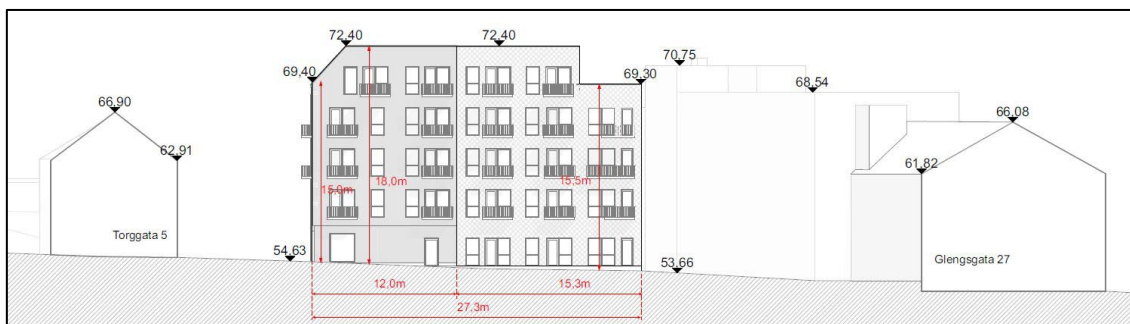 72,40
72,40
69,40
69,30
70,75
68,54
66,90
62,91
66,08
61,82
15,0m
18,0m
15,5m
Torggata 5
Glengsgata 27
54,63
53,66
12,0m
15,3m
27,3m